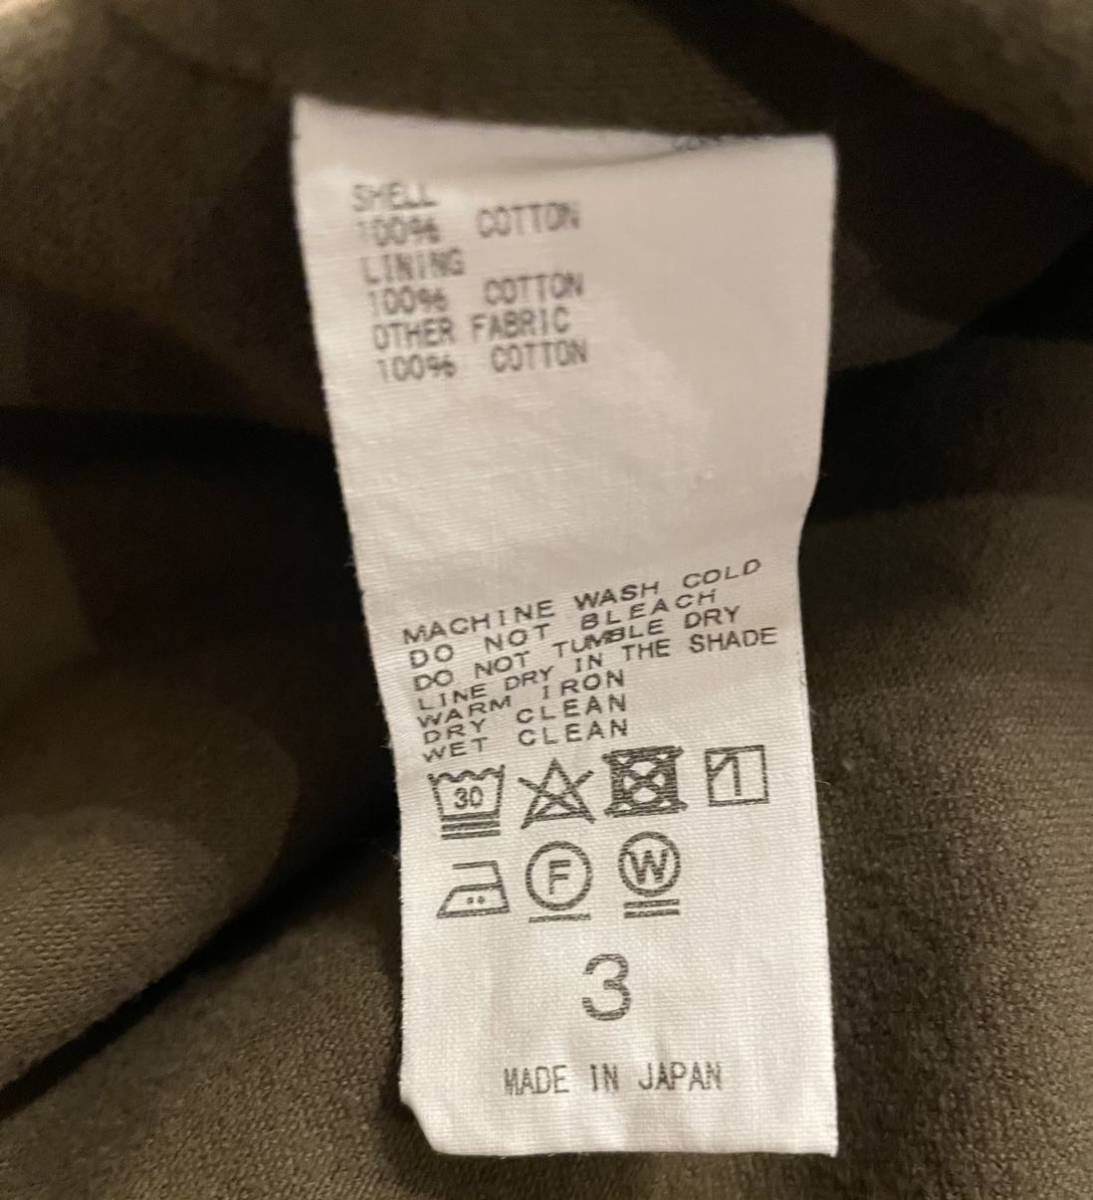 SHELL
100% COTTON
LINING
100% COTTON
OTHER FABRIC
100% COTTON
MACHINE WASH COLD
DO NOT BLEACH
DO NOT TUMBLE DRY
LINE DRY IN THE SHADE
WARM IRON
DRY CLEAN
WET CLEAN
30
F W
3
MADE IN JAPAN